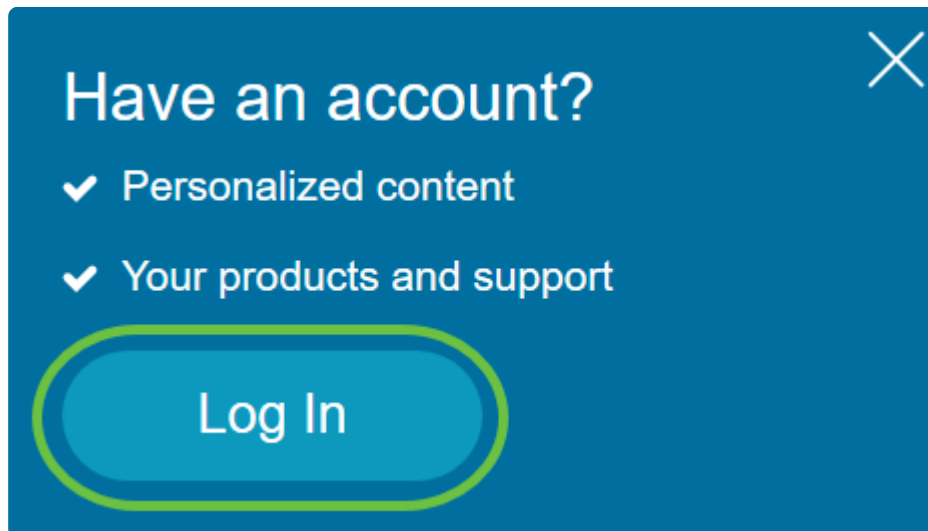 Have an account?
Personalized content
Your products and support
Log In